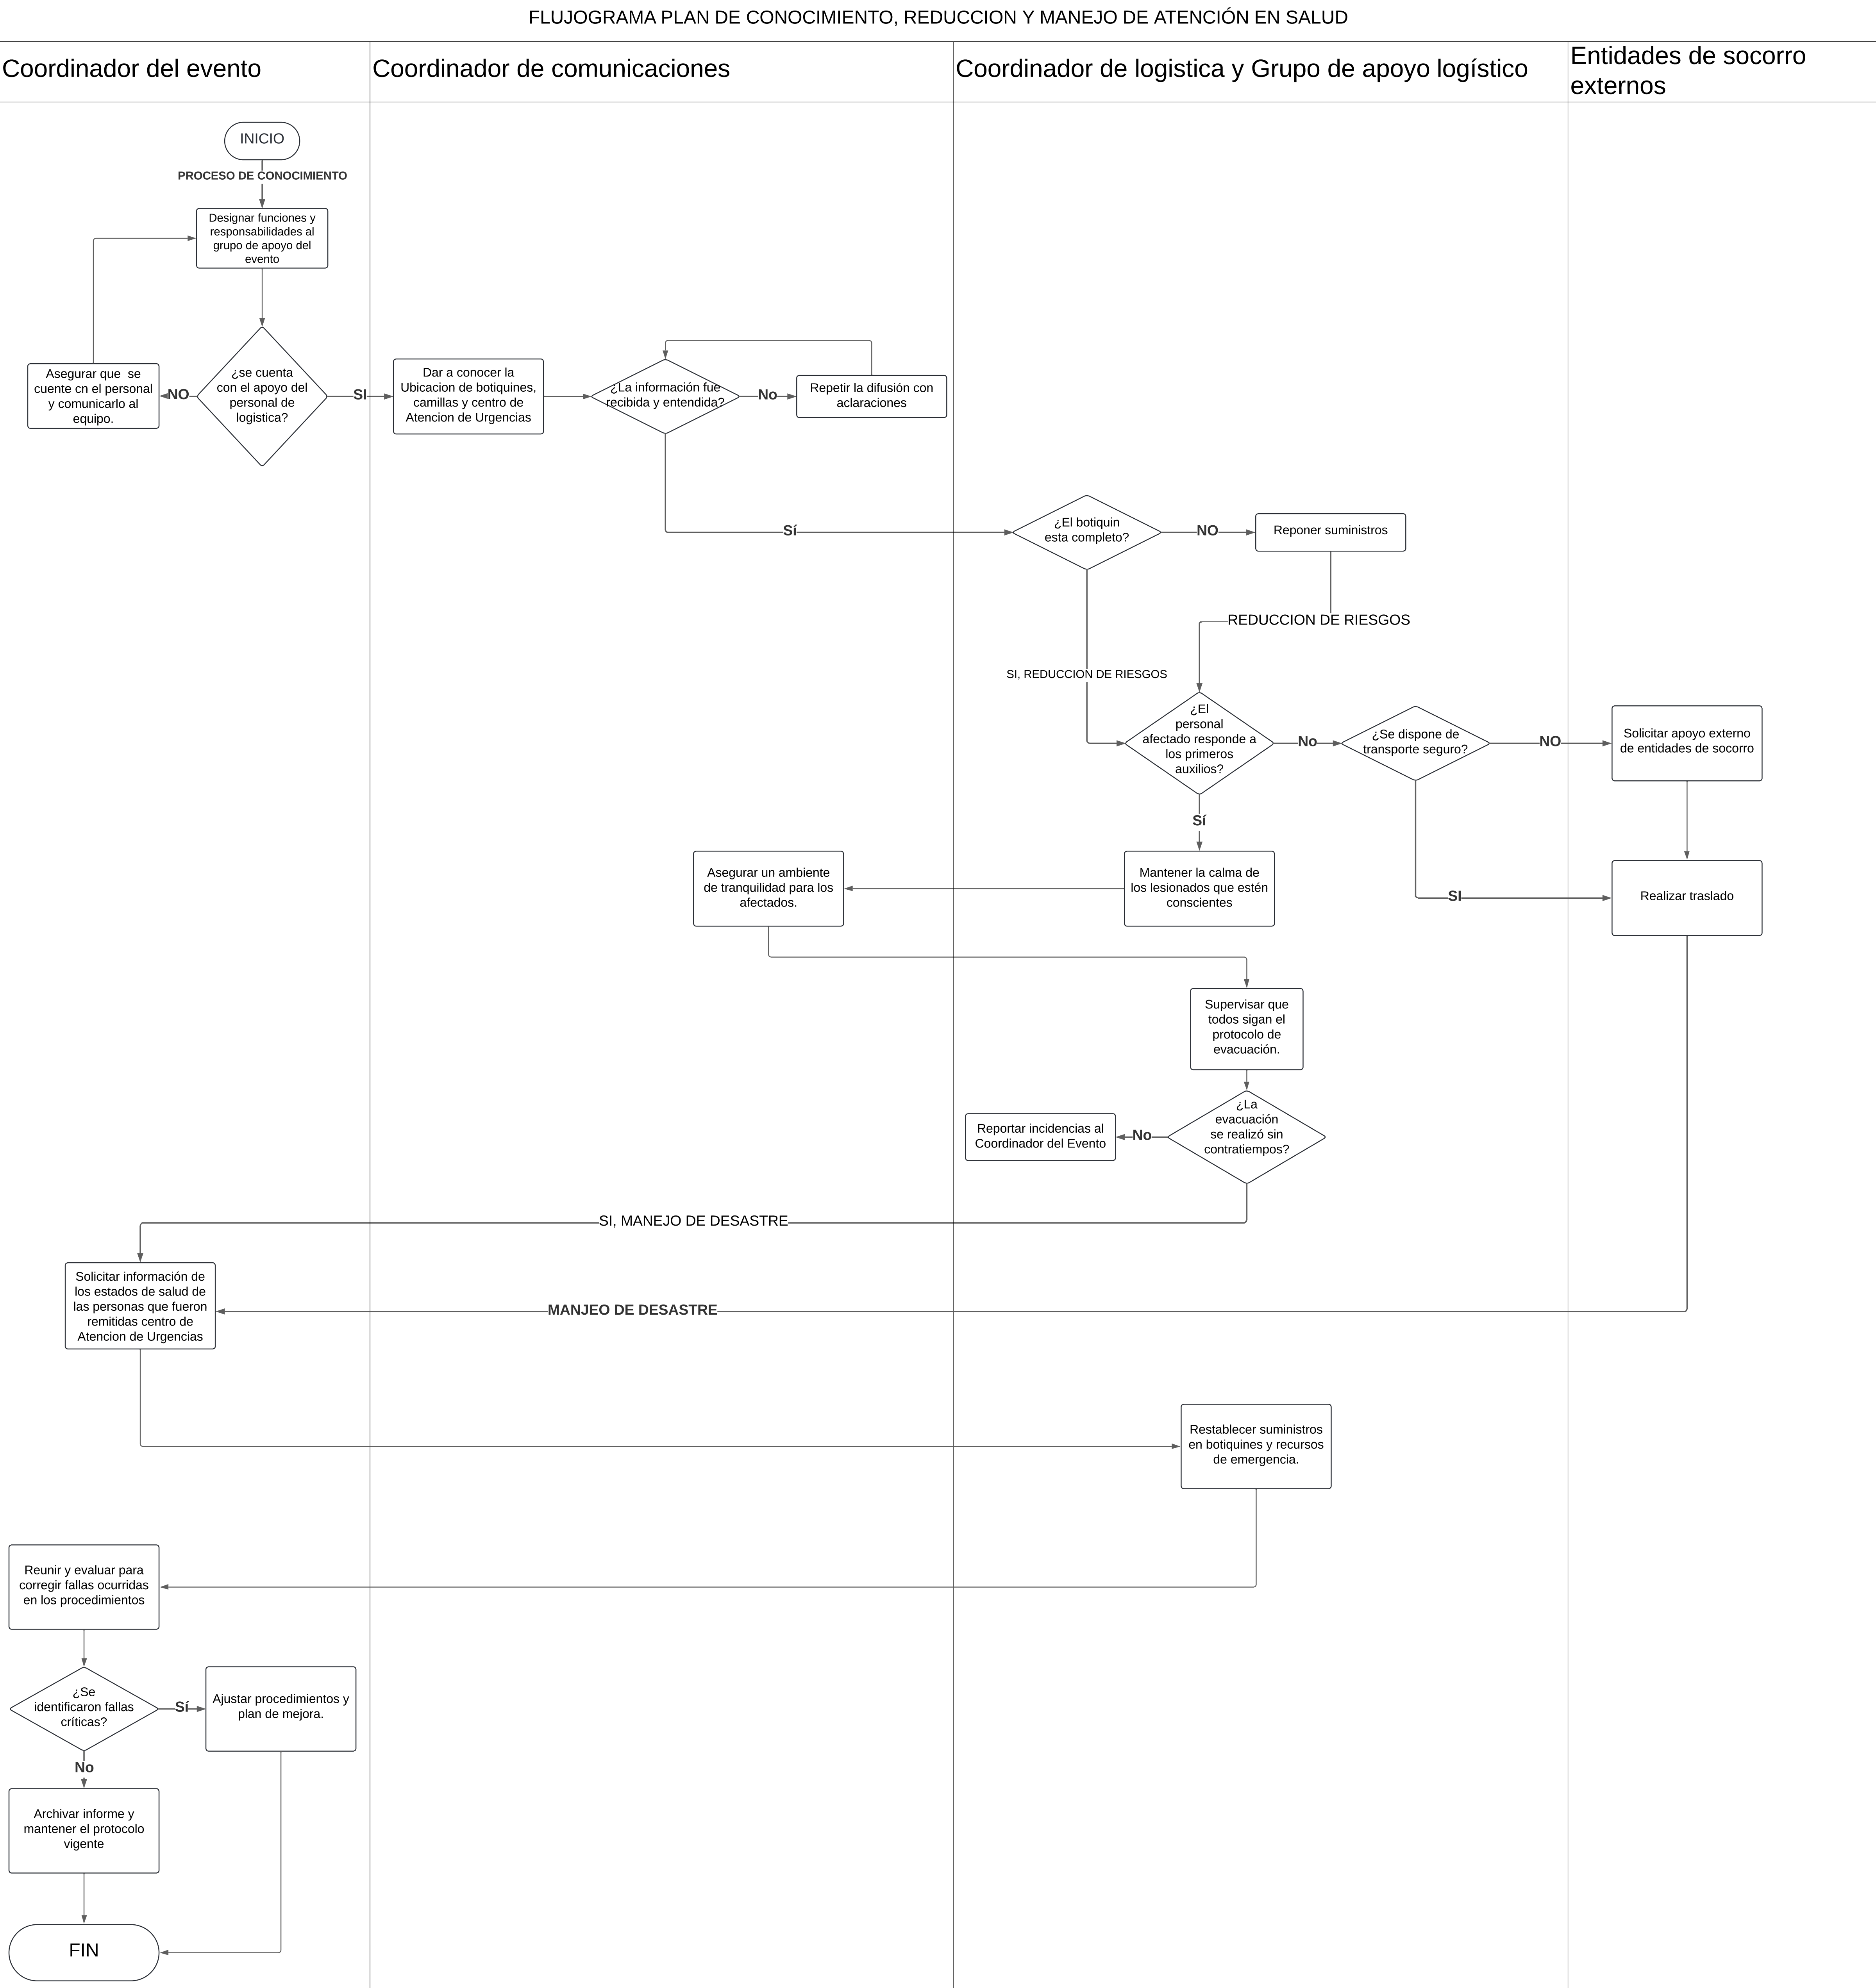 FLUJOGRAMA PLAN DE CONOCIMIENTO, REDUCCION Y MANEJO DE ATENCIÓN EN SALUD
Coordinador del evento
Coordinador de comunicaciones
Coordinador de logistica y Grupo de apoyo logístico
Entidades de socorro
externos
INICIO
PROCESO DE CONOCIMIENTO
Designar funciones y
responsabilidades al
grupo de apoyo del
evento
Asegurar que  se
cuente cn el personal
y comunicarlo al
equipo.
NO
¿se cuenta
con el apoyo del
personal de
logistica?
SI
Dar a conocer la
Ubicacion de botiquines,
camillas y centro de
Atencion de Urgencias
¿La información fue
recibida y entendida?
No
Repetir la difusión con
aclaraciones
Sí
¿El botiquin
esta completo?
NO
Reponer suministros
REDUCCION DE RIESGOS
SI, REDUCCION DE RIESGOS
¿El
personal
afectado responde a
los primeros
auxilios?
No
¿Se dispone de
transporte seguro?
NO
Solicitar apoyo externo
de entidades de socorro
Sí
Asegurar un ambiente
de tranquilidad para los
afectados.
Mantener la calma de
los lesionados que estén
conscientes
SI
Realizar traslado
Supervisar que
todos sigan el
protocolo de
evacuación.
Reportar incidencias al
Coordinador del Evento
No
¿La
evacuación
se realizó sin
contratiempos?
SI, MANEJO DE DESASTRE
Solicitar información de
los estados de salud de
las personas que fueron
remitidas centro de
Atencion de Urgencias
MANJEO DE DESASTRE
Restablecer suministros
en botiquines y recursos
de emergencia.
Reunir y evaluar para
corregir fallas ocurridas
en los procedimientos
¿Se
identificaron fallas
críticas?
Sí
Ajustar procedimientos y
plan de mejora.
No
Archivar informe y
mantener el protocolo
vigente
FIN